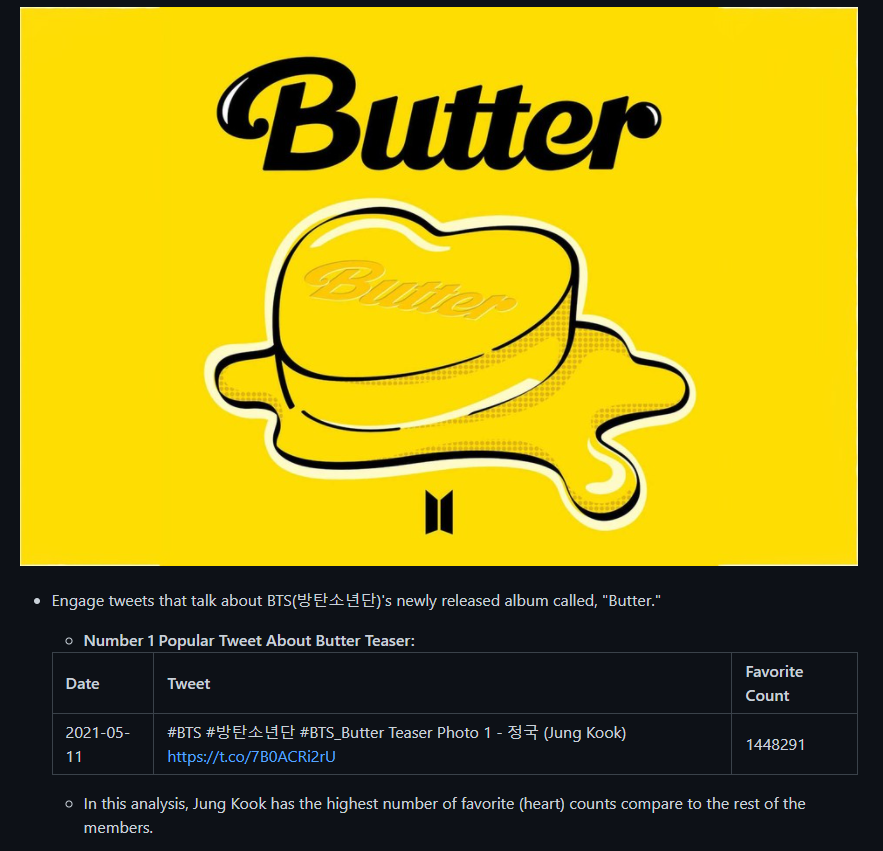 Butter
Butter
Engage tweets that talk about BTS(방탄소년단)'s newly released album called, "Butter."
Number 1 Popular Tweet About Butter Teaser:
Date
Tweet
Favorite
Count
2021-05-
11
#BTS #방탄소년단 #BTS_Butter Teaser Photo 1 - 정국 (Jung Kook)
https://t.co/7B0ACRi2rU
1448291
In this analysis, Jung Kook has the highest number of favorite (heart) counts compare to the rest of the
members.